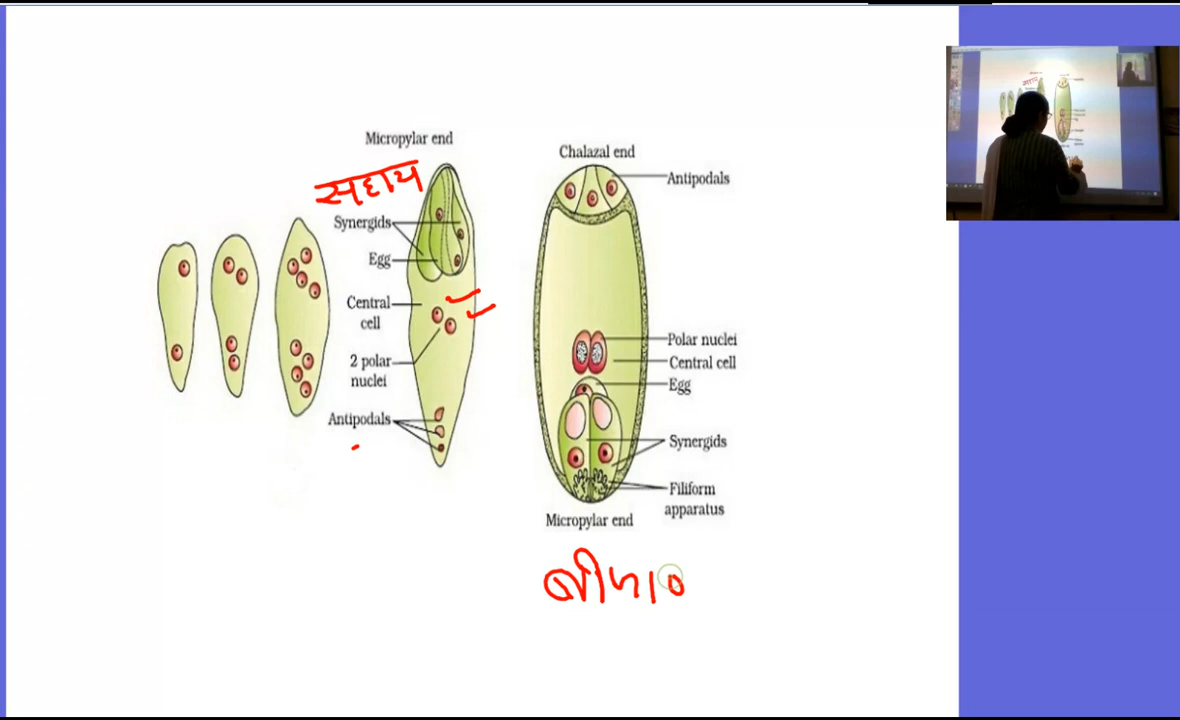 Micropylar end
सहाय
Synergids
Egg
Central
cell
2 polar
nuclei
Antipodals
Chalazal end
Antipodals
Polar nuclei
Central cell
Egg
Synergids
Filiform
apparatus
Micropylar end